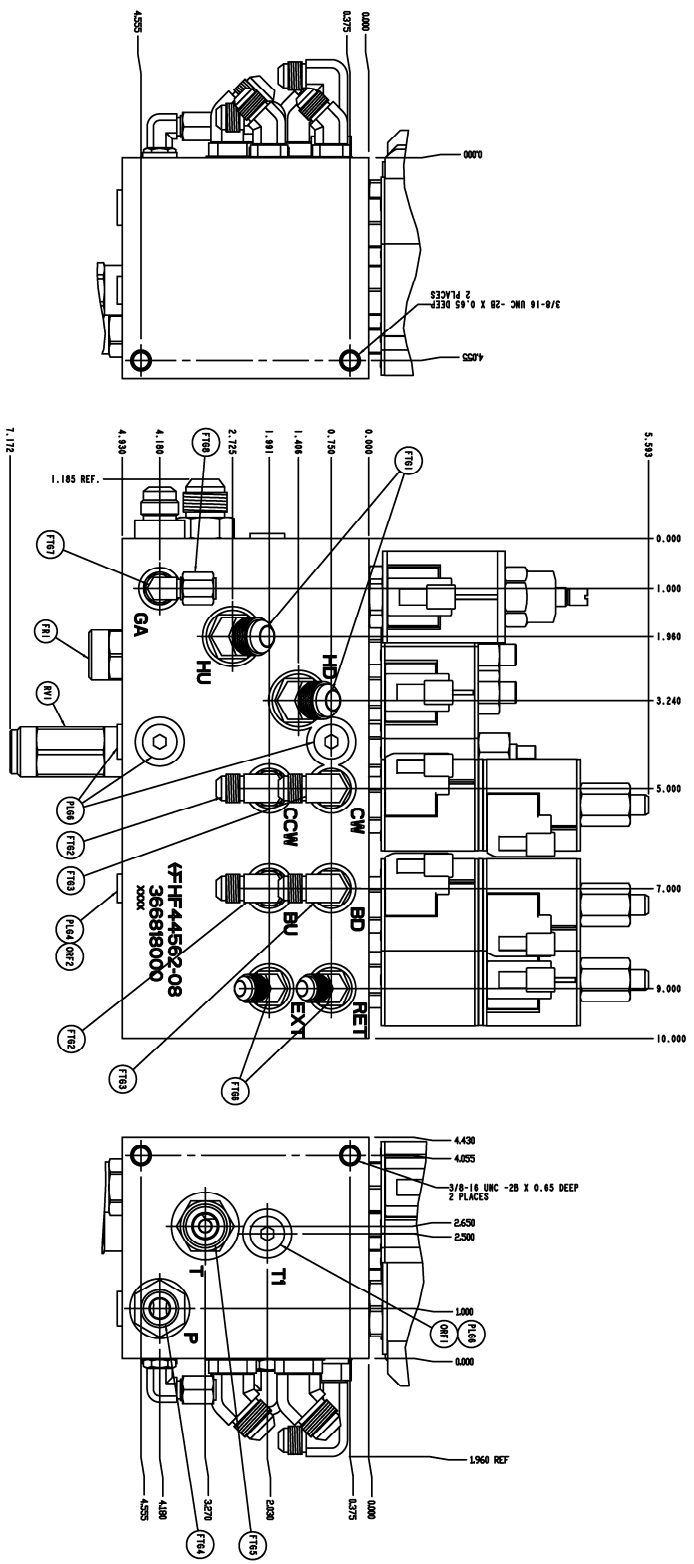 4.555
0.375
0.000
0.000
3/8-16 UNC -2B X 0.65 DEEP
2 PLACES
4.055
7.172
4.930
4.180
2.725
1.991
1.406
0.750
0.000
5.593
FTG8
FTG1
1.185 REF.
0.000
FTG7
1.000
GA
1.960
HU
HD
FR1
3.240
RV1
PLG6
5.000
CW
CCW
FTG2
FTG3
7.000
BD
BU
PLG4
ORF2
FHF44562-08
366818000
XXXX
9.000
RET
EXT
10.000
FTG2
FTG3
FTG6
4.430
4.055
3/8-16 UNC -2B X 0.65 DEEP
2 PLACES
2.650
2.500
T1
T
1.000
P
PLG6
ORF1
0.000
1.960 REF
4.555
4.180
3.270
2.030
0.375
0.000
FTG4
FTG5